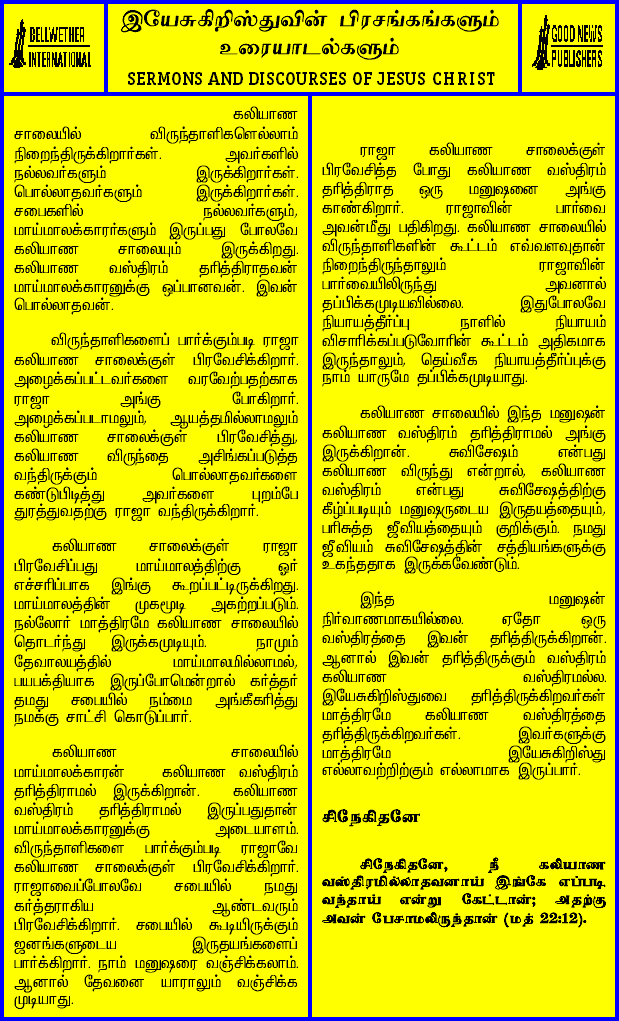 BELLWETHER
INTERNATIONAL
இயேசுகிறிஸ்துவின் பிரசங்கங்களும்
உரையாடல்களும்
SERMONS AND DISCOURSES OF JESUS CHRIST
GOOD NEWS
PUBLISHERS
கலியாண
சாலையில் விருந்தாளிகளெல்லாம்
நிறைந்திருக்கிறார்கள். அவர்களில்
நல்லவர்களும் இருக்கிறார்கள்.
பொல்லாதவர்களும் இருக்கிறார்கள்.
சபைகளில் நல்லவர்களும்,
மாய்மாலக்காரர்களும் இருப்பது போலவே
கலியாண சாலையும் இருக்கிறது.
கலியாண வஸ்திரம் தரித்திராதவன்
மாய்மாலக்காரனுக்கு ஒப்பானவன். இவன்
பொல்லாதவன்.
விருந்தாளிகளைப் பார்க்கும்படி ராஜா
கலியாண சாலைக்குள் பிரவேசிக்கிறார்.
அழைக்கப்பட்டவர்களை வரவேற்பதற்காக
ராஜா அங்கு போகிறார்.
அழைக்கப்படாமலும், ஆயத்தமில்லாமலும்
கலியாண சாலைக்குள் பிரவேசித்து,
கலியாண விருந்தை அசிங்கப்படுத்த
வந்திருக்கும் பொல்லாதவர்களை
கண்டுபிடித்து அவர்களை புறம்பே
துரத்துவதற்கு ராஜா வந்திருக்கிறார்.
கலியாண சாலைக்குள் ராஜா
பிரவேசிப்பது மாய்மாலத்திற்கு ஓர்
எச்சரிப்பாக இங்கு கூறப்பட்டிருக்கிறது.
மாய்மாலத்தின் முகமூடி அகற்றப்படும்.
நல்லோர் மாத்திரமே கலியாண சாலையில்
தொடர்ந்து இருக்கமுடியும். நாமும்
தேவாலயத்தில் மாய்மாலமில்லாமல்,
பயபக்தியாக இருப்போமென்றால் கர்த்தர்
தமது சபையில் நம்மை அங்கீகரித்து
நமக்கு சாட்சி கொடுப்பார்.
கலியாண சாலையில்
மாய்மாலக்காரன் கலியாண வஸ்திரம்
தரித்திராமல் இருக்கிறான். கலியாண
வஸ்திரம் தரித்திராமல் இருப்பதுதான்
மாய்மாலக்காரனுக்கு அடையாளம்.
விருந்தாளிகளை பார்க்கும்படி ராஜாவே
கலியாண சாலைக்குள் பிரவேசிக்கிறார்.
ராஜாவைப்போலவே சபையில் நமது
கர்த்தராகிய ஆண்டவரும்
பிரவேசிக்கிறார். சபையில் கூடியிருக்கும்
ஜனங்களுடைய இருதயங்களைப்
பார்க்கிறார். நாம் மனுஷரை வஞ்சிக்கலாம்.
ஆனால் தேவனை யாராலும் வஞ்சிக்க
முடியாது.
ராஜா கலியாண சாலைக்குள்
பிரவேசித்த போது கலியாண வஸ்திரம்
தரித்திராத ஒரு மனுஷனை அங்கு
காண்கிறார். ராஜாவின் பார்வை
அவன்மீது பதிகிறது. கலியாண சாலையில்
விருந்தாளிகளின் கூட்டம் எவ்வளவுதான்
நிறைந்திருந்தாலும் ராஜாவின்
பார்வையிலிருந்து அவனால்
தப்பிக்கமுடியவில்லை. இதுபோலவே
நியாயத்தீர்ப்பு நாளில் நியாயம்
விசாரிக்கப்படுவோரின் கூட்டம் அதிகமாக
இருந்தாலும், தெய்வீக நியாயத்தீர்ப்புக்கு
நாம் யாருமே தப்பிக்கமுடியாது.
கலியாண சாலையில் இந்த மனுஷன்
கலியாண வஸ்திரம் தரித்திராமல் அங்கு
இருக்கிறான். சுவிசேஷம் என்பது
கலியாண விருந்து என்றால், கலியாண
வஸ்திரம் என்பது சுவிசேஷத்திற்கு
கீழ்ப்படியும் மனுஷருடைய இருதயத்தையும்,
பரிசுத்த ஜீவியத்தையும் குறிக்கும். நமது
ஜீவியம் சுவிசேஷத்தின் சத்தியங்களுக்கு
உகந்ததாக இருக்கவேண்டும்.
இந்த மனுஷன்
நிர்வாணமாகயில்லை. ஏதோ ஒரு
வஸ்திரத்தை இவன் தரித்திருக்கிறான்.
ஆனால் இவன் தரித்திருக்கும் வஸ்திரம்
கலியாண வஸ்திரமல்ல.
இயேசுகிறிஸ்துவை தரித்திருக்கிறவர்கள்
மாத்திரமே கலியாண வஸ்திரத்தை
தரித்திருக்கிறவர்கள். இவர்களுக்கு
மாத்திரமே இயேசுகிறிஸ்து
எல்லாவற்றிற்கும் எல்லாமாக இருப்பார்.
சிநேகிதனே
சிநேகிதனே, நீ கலியாண
வஸ்திரமில்லாதவனாய் இங்கே எப்படி
வந்தாய் என்று கேட்டான்; அதற்கு
அவன் பேசாமலிருந்தான் (மத் 22:12).